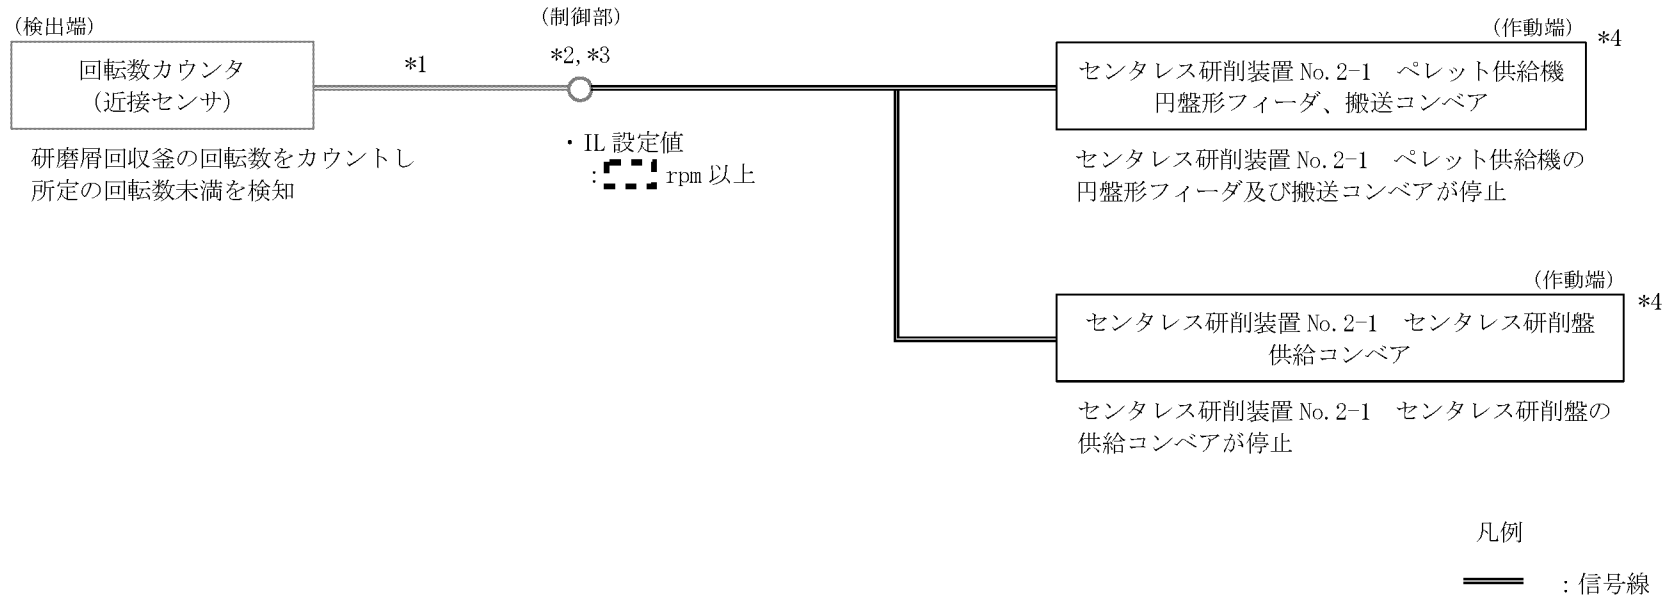 (検出端)
回転数カウンタ
(近接センサ)
*1
研磨屑回収釜の回転数をカウントし
所定の回転数未満を検知
(制御部)
*2,*3
・IL 設定値
: rpm 以上
(作動端)
*4
センタレス研削装置 No.2-1　ペレット供給機
円盤形フィーダ、搬送コンベア
センタレス研削装置 No.2-1　ペレット供給機の
円盤形フィーダ及び搬送コンベアが停止
(作動端)
*4
センタレス研削装置 No.2-1　センタレス研削盤
供給コンベア
センタレス研削装置 No.2-1　センタレス研削盤の
供給コンベアが停止
凡例
: 信号線